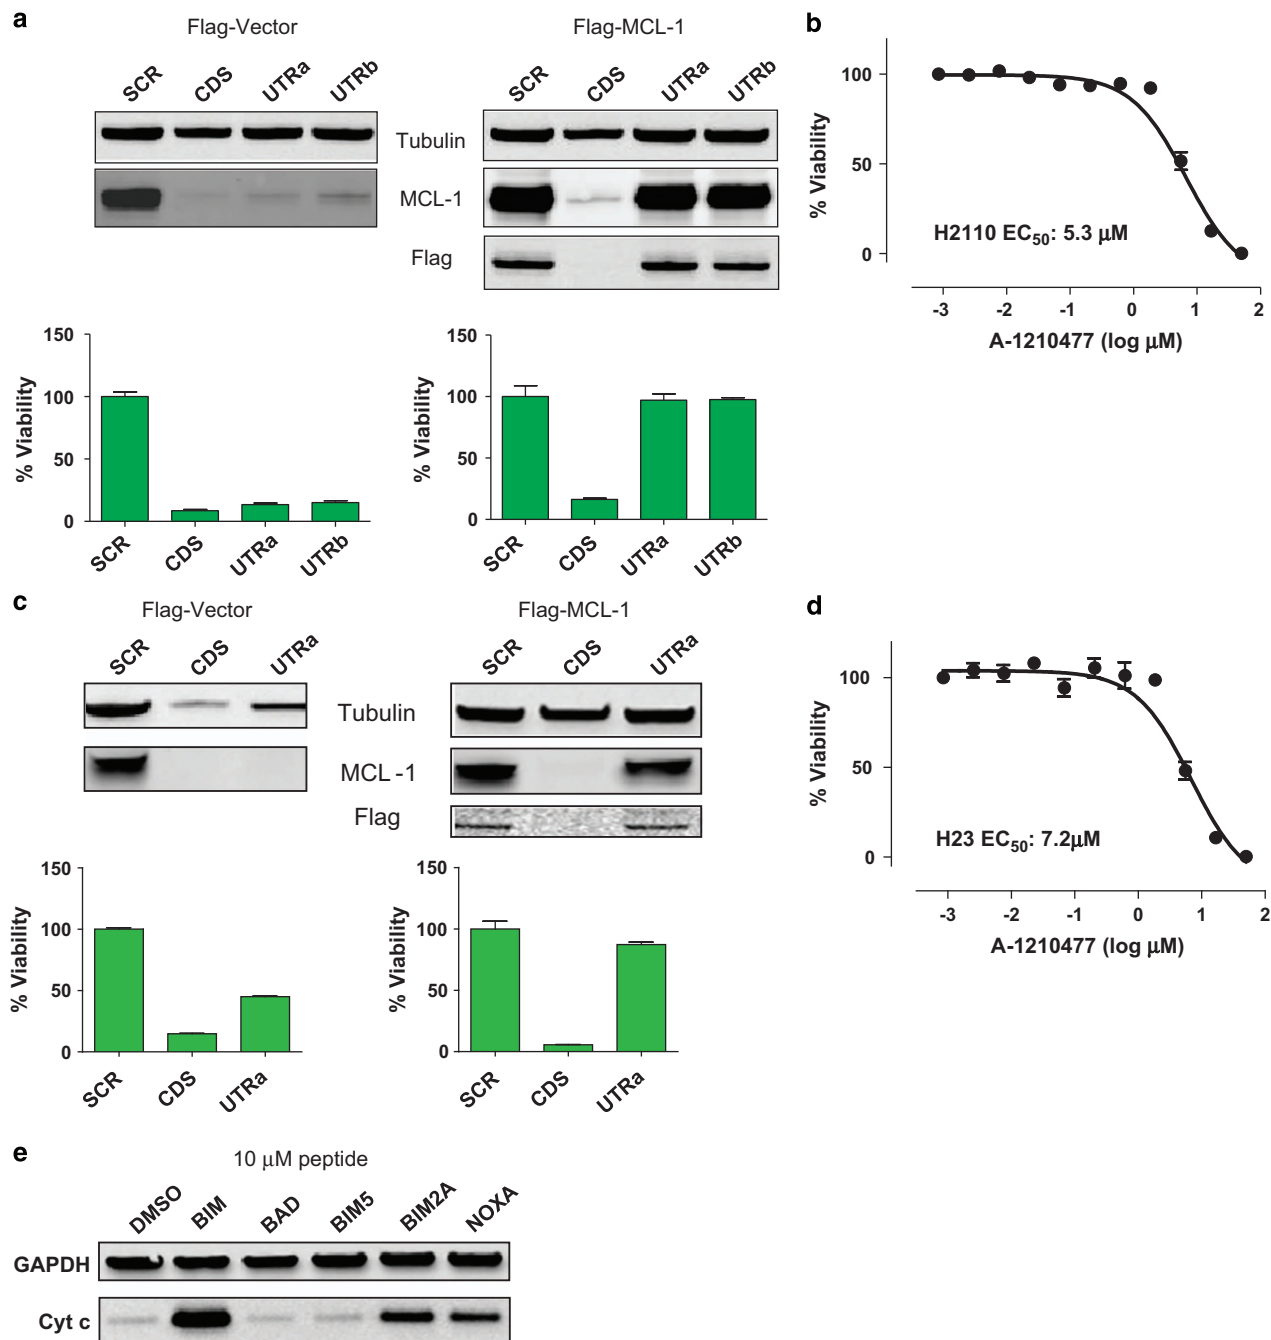 a
Flag-Vector
Flag-MCL-1
SCR CDS UTRa UTRb
SCR CDS UTRa UTRb
Tubulin
MCL-1
Flag
150
100
50
0
% Viability
SCR CDS UTRa UTRb
150
100
50
0
% Viability
SCR CDS UTRa UTRb
b
100
50
0
% Viability
H2110 EC50: 5.3 μM
-3 -2 -1 0 1 2
A-1210477 (log μM)
c
Flag-Vector
Flag-MCL-1
SCR CDS UTRa
SCR CDS UTRa
Tubulin
MCL-1
Flag
150
100
50
0
% Viability
SCR CDS UTRa
150
100
50
0
% Viability
SCR CDS UTRa
d
100
50
0
% Viability
H23 EC50: 7.2μM
-3 -2 -1 0 1 2
A-1210477 (log μM)
e
10 μM peptide
DMSO BIM BAD BIM5 BIM2A NOXA
GAPDH
Cyt c